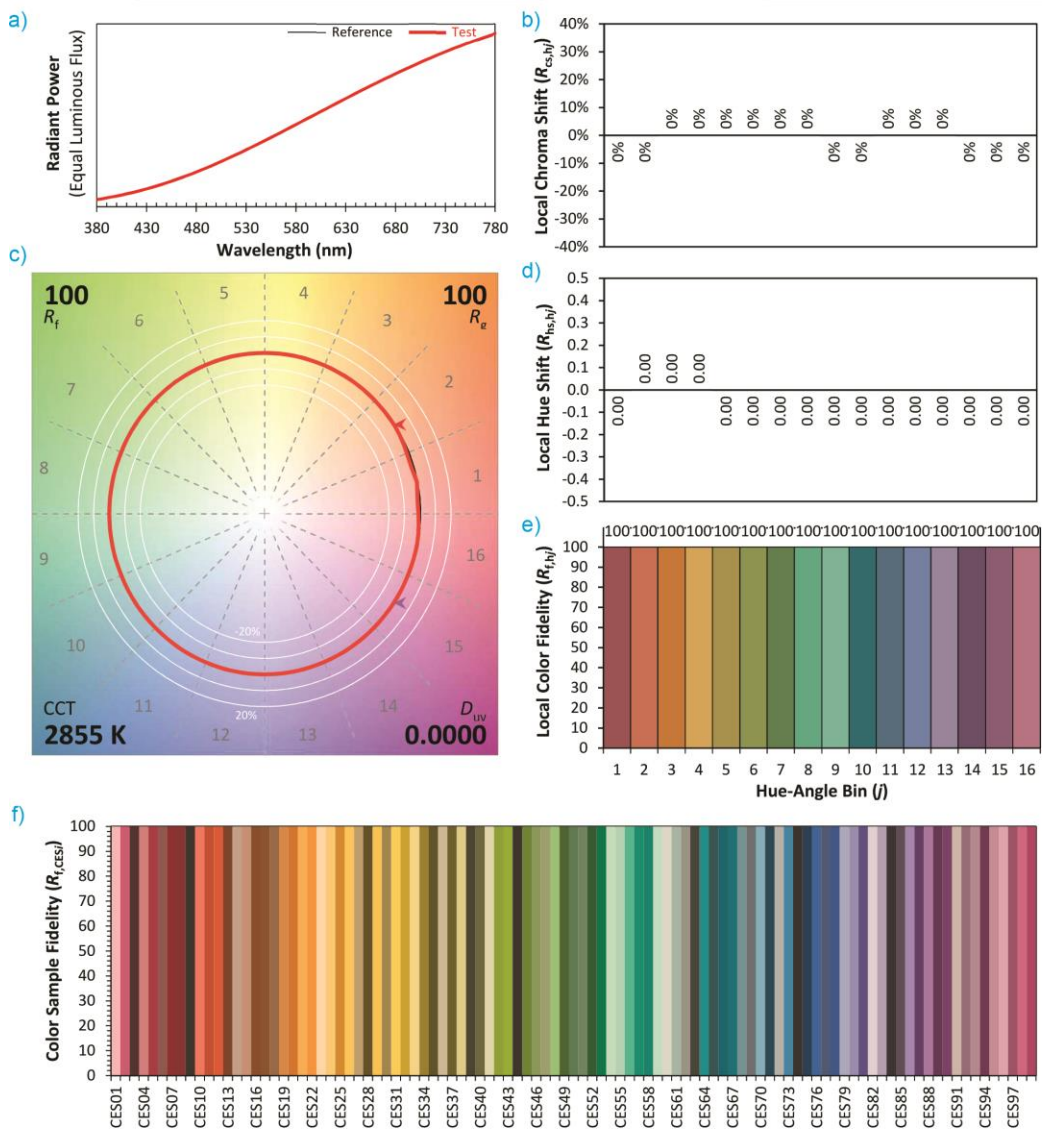 a)
Reference
Test
Radiant Power
(Equal Luminous Flux)
380 430 480 530 580 630 680 730 780
Wavelength (nm)
b)
Local Chroma Shift (Rcs,hj)
40%
30%
20%
10%
0%
-10%
-20%
-30%
-40%
0% 0% 0% 0% 0% 0% 0% 0% 0% 0% 0% 0% 0% 0% 0% 0%
c)
100
Rf
100
Rg
1
2
3
4
5
6
7
8
9
10
11
12
13
14
15
16
-20%
20%
CCT
2855 K
Duv
0.0000
d)
Local Hue Shift (Rhs,hj)
0.5
0.4
0.3
0.2
0.1
0.0
-0.1
-0.2
-0.3
-0.4
-0.5
0.00 0.00 0.00 0.00 0.00 0.00 0.00 0.00 0.00 0.00 0.00 0.00 0.00 0.00 0.00 0.00
e)
Local Color Fidelity (Rf,hj)
100 100 100 100 100 100 100 100 100 100 100 100 100 100 100 100
100
90
80
70
60
50
40
30
20
10
0
1 2 3 4 5 6 7 8 9 10 11 12 13 14 15 16
Hue-Angle Bin (j)
f)
Color Sample Fidelity (Rf,CESi)
100
90
80
70
60
50
40
30
20
10
0
CES01 CES04 CES07 CES10 CES13 CES16 CES19 CES22 CES25 CES28 CES31 CES34 CES37 CES40 CES43 CES46 CES49 CES52 CES55 CES58 CES61 CES64 CES67 CES70 CES73 CES76 CES79 CES82 CES85 CES88 CES91 CES94 CES97